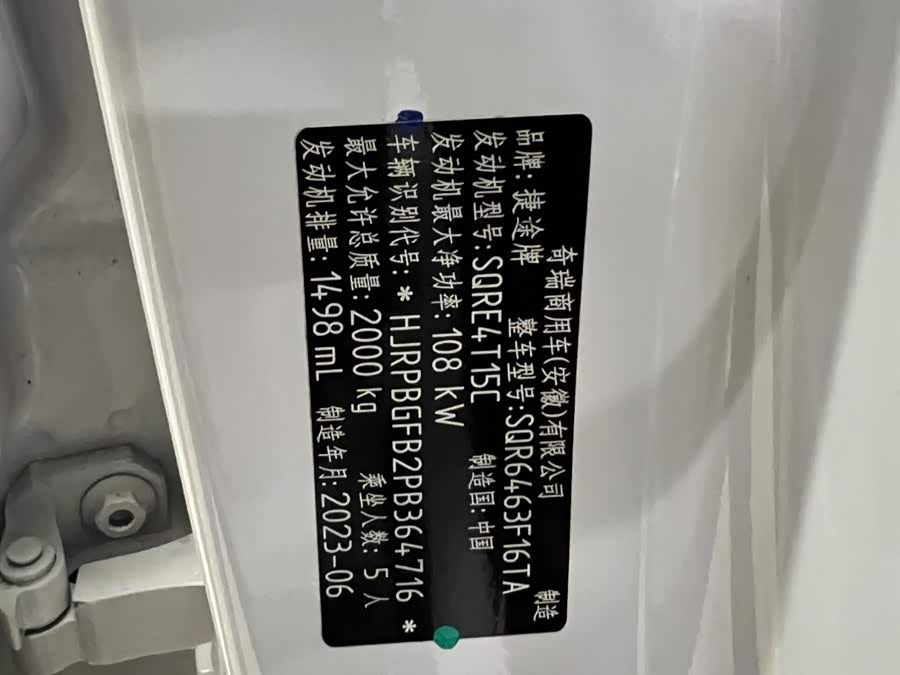 奇瑞商用车(安徽)有限公司 制造
品牌: 捷途牌 整车型号:SQR6463F16TA
发动机型号:SQRE4T15C 制造国:中国
发动机最大净功率: 108 kW
车辆识别代号: * HJRPBGFB2PB364716 *
最大允许总质量: 2000 kg 乘坐人数: 5 人
发动机排量: 1498 mL 制造年月: 2023-06